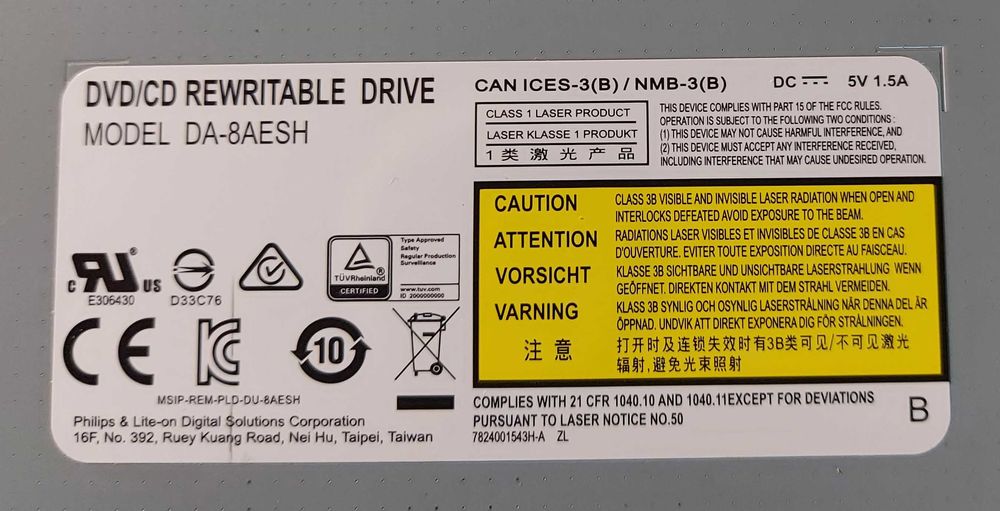 DVD/CD REWRITABLE DRIVE
MODEL DA-8AESH
CAN ICES-3(B) / NMB-3(B)
DC 5V 1.5A
CLASS 1 LASER PRODUCT
LASER KLASSE 1 PRODUKT
1 类 激 光 产 品
THIS DEVICE COMPLIES WITH PART 15 OF THE FCC RULES.
OPERATION IS SUBJECT TO THE FOLLOWING TWO CONDITIONS :
(1) THIS DEVICE MAY NOT CAUSE HARMFUL INTERFERENCE, AND
(2) THIS DEVICE MUST ACCEPT ANY INTERFERENCE RECEIVED,
INCLUDING INTERFERENCE THAT MAY CAUSE UNDESIRED OPERATION.
CAUTION
CLASS 3B VISIBLE AND INVISIBLE LASER RADIATION WHEN OPEN AND
INTERLOCKS DEFEATED AVOID EXPOSURE TO THE BEAM.
ATTENTION
RADIATIONS LASER VISIBLES ET INVISIBLES DE CLASSE 3B EN CAS
D'OUVERTURE. EVITER TOUTE EXPOSITION DIRECTE AU FAISCEAU.
VORSICHT
KLASSE 3B SICHTBARE UND UNSICHTBARE LASERSTRAHLUNG WENN
GEÖFFNET. DIREKTEN KONTAKT MIT DEM STRAHL VERMEIDEN.
VARNING
KLASS 3B SYNLIG OCH OSYNLIG LASERSTRÅLNING NÄR DENNA DEL ÄR
ÖPPNAD. UNDVIK ATT DIREKT EXPONERA DIG FÖR STRÅLNINGEN.
注 意
打开时及连锁失效时有3B类可见/不可见激光
辐射,避免光束照射
c RU ® US
E306430
D33C76
TÜVRheinland
CERTIFIED
Type Approved
Safety
Regular Production
Surveillance
www.tuv.com
ID 2000000000
CE
KC
10
MSIP-REM-PLD-DU-8AESH
Philips & Lite-on Digital Solutions Corporation
16F, No. 392, Ruey Kuang Road, Nei Hu, Taipei, Taiwan
COMPLIES WITH 21 CFR 1040.10 AND 1040.11EXCEPT FOR DEVIATIONS
PURSUANT TO LASER NOTICE NO.50
7824001543H-A ZL
B